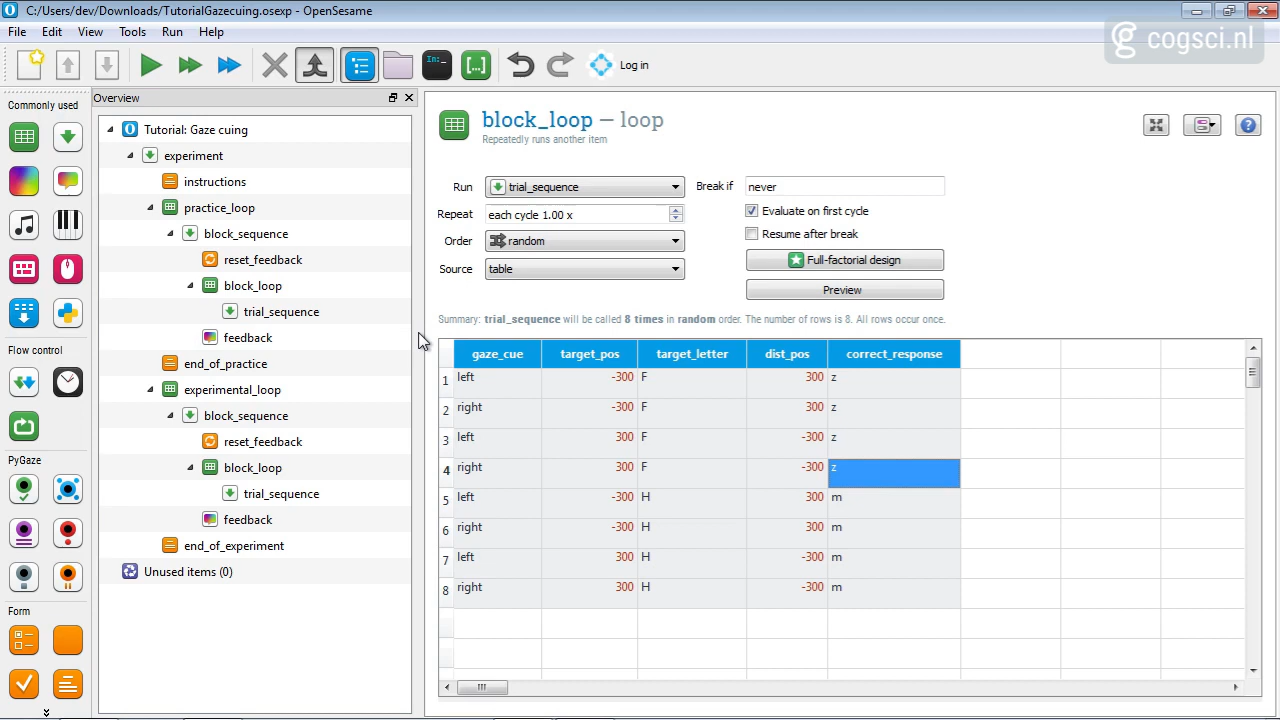 C:/Users/dev/Downloads/TutorialGazecuing.osexp - OpenSesame
File Edit View Tools Run Help
cogsci.nl
In:_
[...]
Log in
Commonly used
Overview
Tutorial: Gaze cuing
experiment
instructions
practice_loop
block_sequence
reset_feedback
block_loop
trial_sequence
feedback
end_of_practice
experimental_loop
block_sequence
reset_feedback
block_loop
trial_sequence
feedback
end_of_experiment
Unused items (0)
Flow control
PyGaze
Form
block_loop – loop
Repeatedly runs another item
Run trial_sequence Break if never
Repeat each cycle 1.00 x Evaluate on first cycle
Order random Resume after break
Source table Full-factorial design
Preview
Summary: trial_sequence will be called 8 times in random order. The number of rows is 8. All rows occur once.
gaze_cue target_pos target_letter dist_pos correct_response
1 left -300 F 300 z
2 right -300 F 300 z
3 left 300 F -300 z
4 right 300 F -300 z
5 left -300 H 300 m
6 right -300 H 300 m
7 left 300 H -300 m
8 right 300 H -300 m